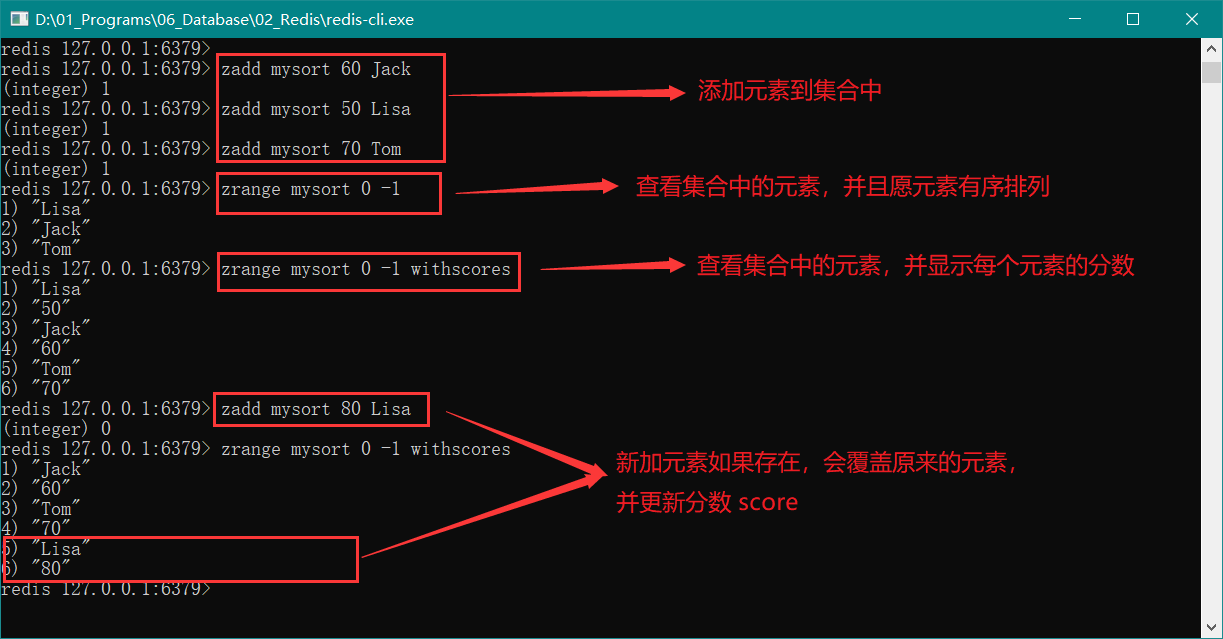 D:\01_Programs\06_Database\02_Redis\redis-cli.exe
redis 127.0.0.1:6379>
redis 127.0.0.1:6379> zadd mysort 60 Jack
(integer) 1
添加元素到集合中
redis 127.0.0.1:6379> zadd mysort 50 Lisa
(integer) 1
redis 127.0.0.1:6379> zadd mysort 70 Tom
(integer) 1
redis 127.0.0.1:6379> zrange mysort 0 -1
查看集合中的元素，并且愿元素有序排列
1) "Lisa"
2) "Jack"
3) "Tom"
redis 127.0.0.1:6379> zrange mysort 0 -1 withscores
查看集合中的元素，并显示每个元素的分数
1) "Lisa"
2) "50"
3) "Jack"
4) "60"
5) "Tom"
6) "70"
redis 127.0.0.1:6379> zadd mysort 80 Lisa
(integer) 0
redis 127.0.0.1:6379> zrange mysort 0 -1 withscores
1) "Jack"
2) "60"
3) "Tom"
4) "70"
5) "Lisa"
6) "80"
新加元素如果存在，会覆盖原来的元素，
并更新分数 score
redis 127.0.0.1:6379>